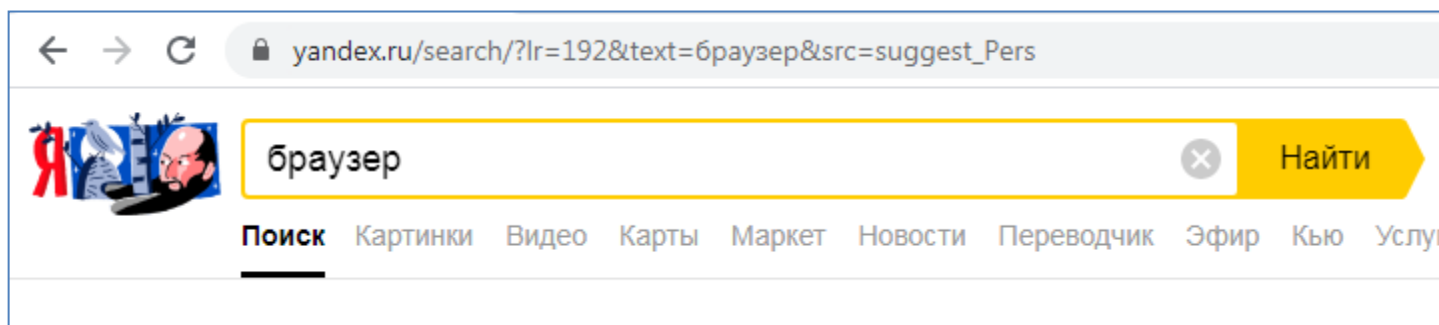 yandex.ru/search/?lr=192&text=браузер&src=suggest_Pers
Я
браузер Найти
Поиск Картинки Видео Карты Маркет Новости Переводчик Эфир Кью